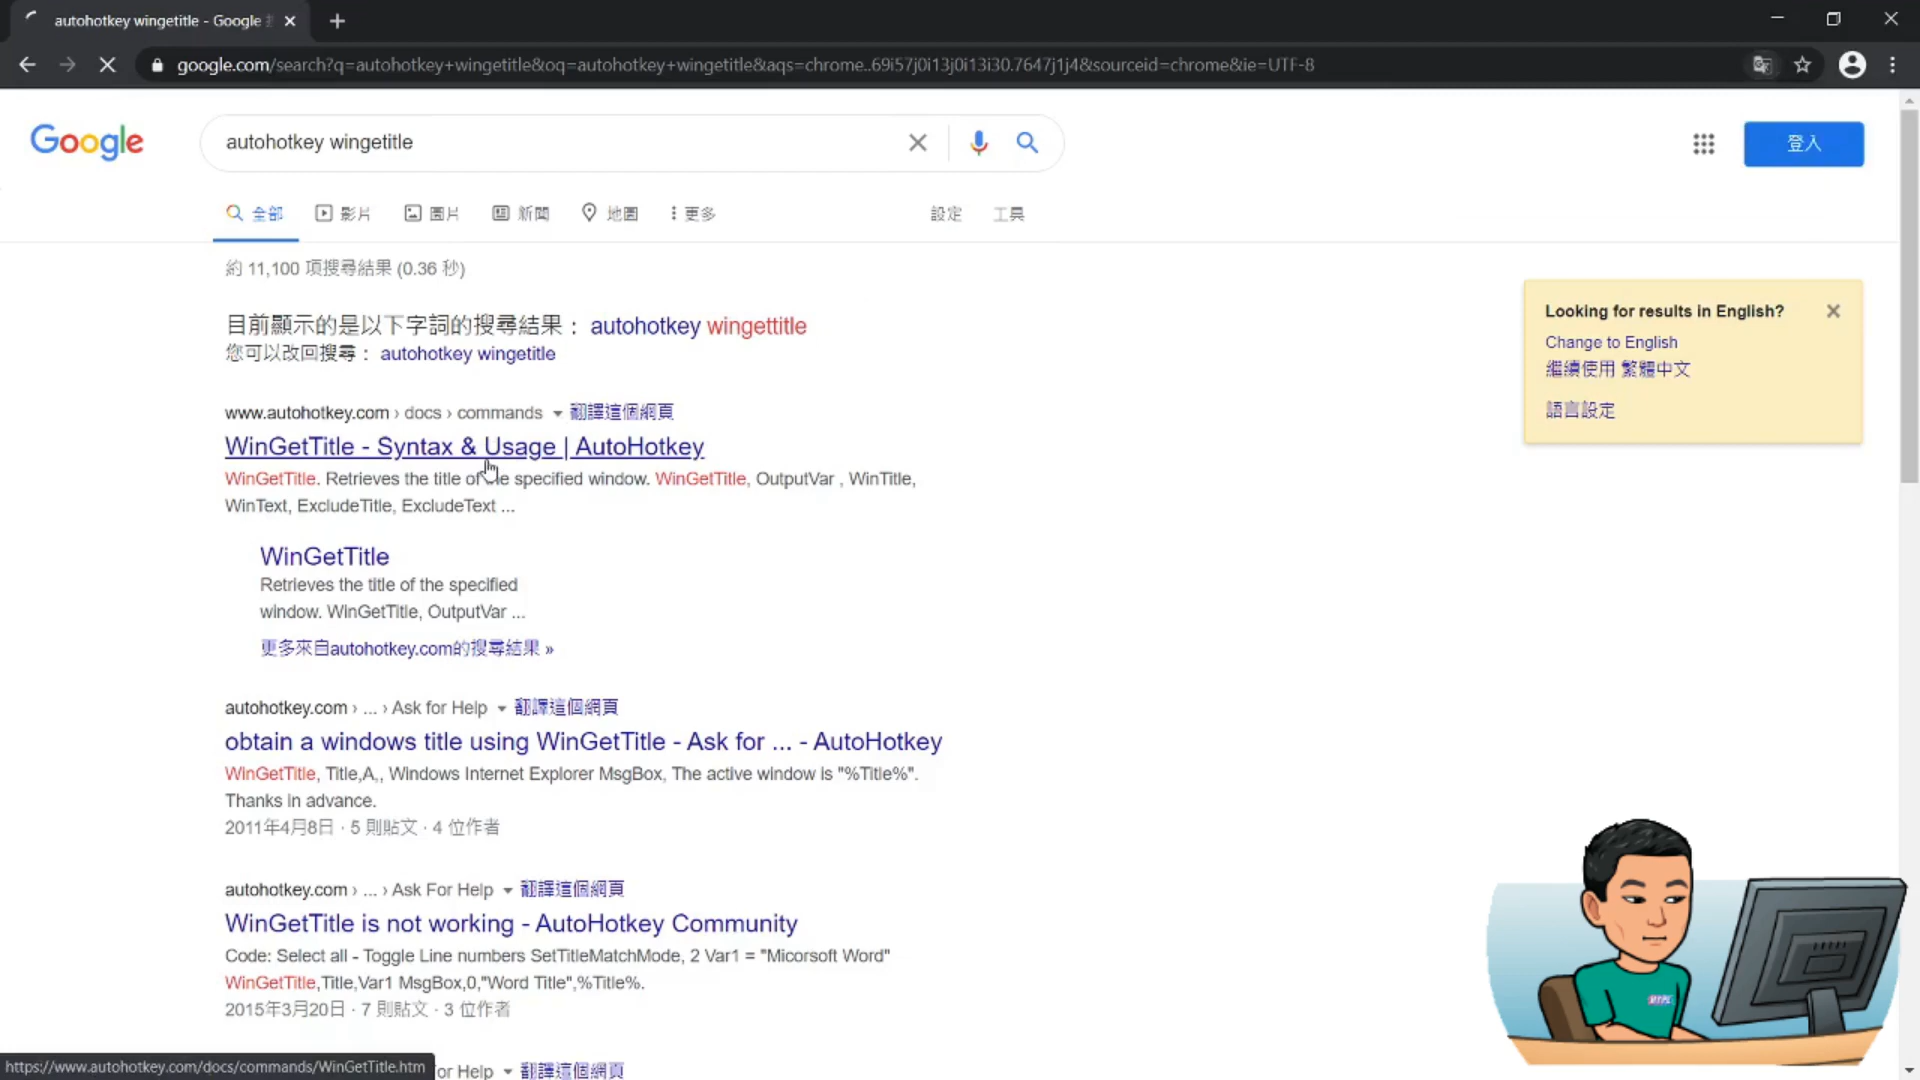 autohotkey wingetitle - Google
google.com/search?q=autohotkey+wingetitle&oq=autohotkey+wingetitle&aqs=chrome..69i57j0i13j0i13i30.7647j1j4&sourceid=chrome&ie=UTF-8
Google
autohotkey wingetitle
登入
全部 影片 圖片 新聞 地圖 更多 設定 工具
約 11,100 項搜尋結果 (0.36 秒)
目前顯示的是以下字詞的搜尋結果： autohotkey wingettitle
您可以改回搜尋： autohotkey wingetitle
Looking for results in English?
Change to English
繼續使用 繁體中文
語言設定
www.autohotkey.com › docs › commands 翻譯這個網頁
WinGetTitle - Syntax & Usage | AutoHotkey
WinGetTitle. Retrieves the title of the specified window. WinGetTitle, OutputVar , WinTitle,
WinText, ExcludeTitle, ExcludeText ...
WinGetTitle
Retrieves the title of the specified
window. WinGetTitle, OutputVar ...
更多來自autohotkey.com的搜尋結果 »
autohotkey.com › ... › Ask for Help 翻譯這個網頁
obtain a windows title using WinGetTitle - Ask for ... - AutoHotkey
WinGetTitle, Title,A,, Windows Internet Explorer MsgBox, The active window is "%Title%".
Thanks in advance.
2011年4月8日 · 5 則貼文 · 4 位作者
autohotkey.com › ... › Ask For Help 翻譯這個網頁
WinGetTitle is not working - AutoHotkey Community
Code: Select all - Toggle Line numbers SetTitleMatchMode, 2 Var1 = "Micorsoft Word"
WinGetTitle,Title,Var1 MsgBox,0,"Word Title",%Title%.
2015年3月20日 · 7 則貼文 · 3 位作者
https://www.autohotkey.com/docs/commands/WinGetTitle.htm
or Help 翻譯這個網頁